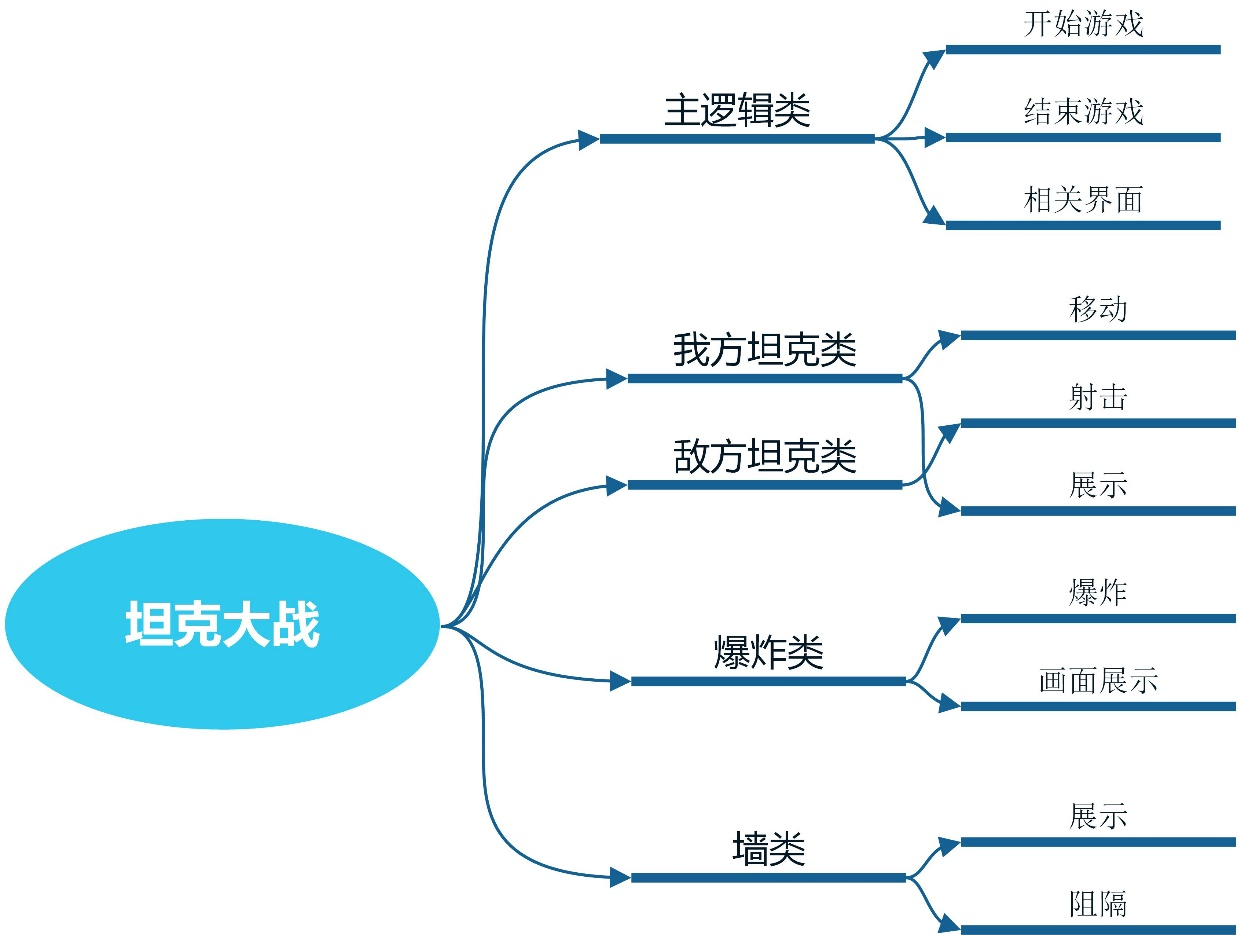 坦克大战
主逻辑类
开始游戏
结束游戏
相关界面
我方坦克类
敌方坦克类
移动
射击
展示
爆炸类
爆炸
画面展示
墙类
展示
阻隔